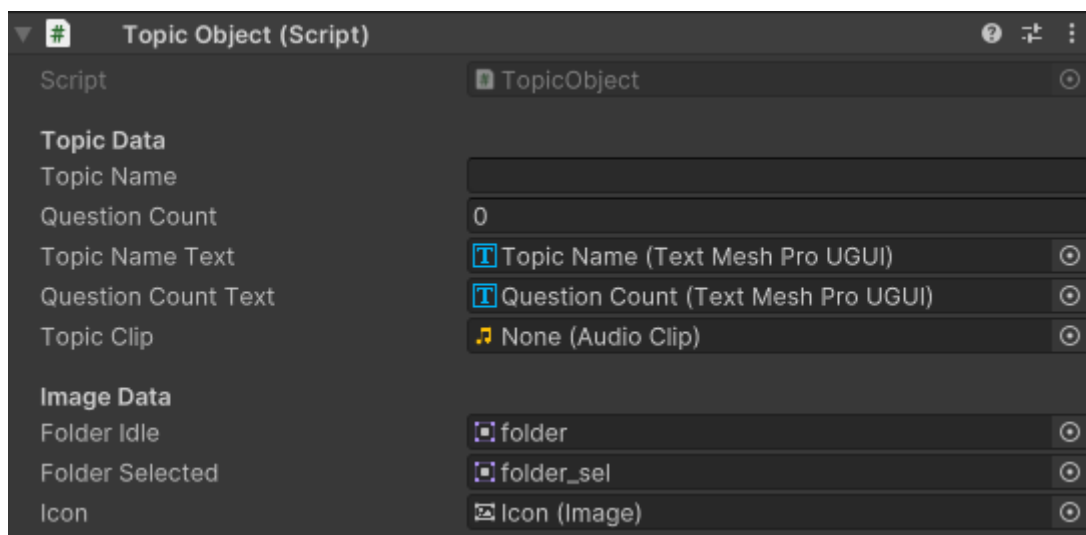 # Topic Object (Script)
Script # TopicObject
Topic Data
Topic Name
Question Count 0
Topic Name Text T Topic Name (Text Mesh Pro UGUI)
Question Count Text T Question Count (Text Mesh Pro UGUI)
Topic Clip None (Audio Clip)
Image Data
Folder Idle folder
Folder Selected folder_sel
Icon Icon (Image)